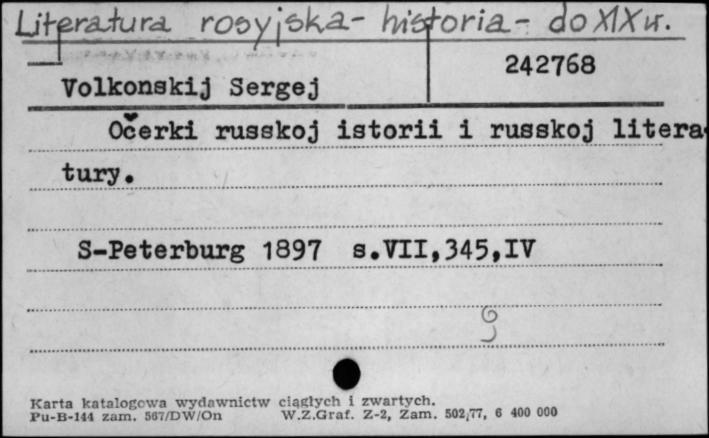 Literatura rosyjska - historia - do XIX w.
242768
Volkonskij Sergej
Očerki russkoj istorii i russkoj litera-
tury.
S-Peterburg 1897 s.VII,345,IV
Karta katalogowa wydawnictw ciągłych i zwartych.
Pu-B-144 zam. 567/DW/On W.Z.Graf. Z-2, Zam. 502/77, 6 400 000